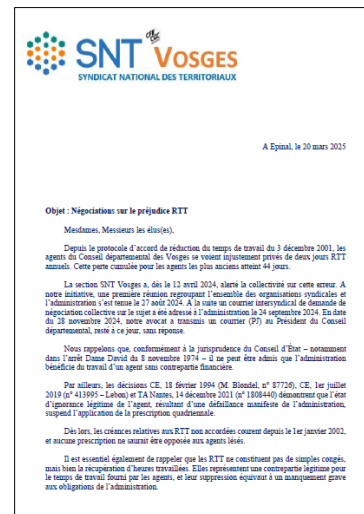 SNT des Vosges
SYNDICAT NATIONAL DES TERRITORIAUX
A Epinal, le 20 mars 2025
Objet : Négociations sur le préjudice RTT
Mesdames, Messieurs les élus(es),
Depuis le protocole d'accord de réduction du temps de travail du 3 décembre 2001, les
agents du Conseil départemental des Vosges se voient injustement privés de deux jours RTT
annuels. Cette perte cumulée pour les agents les plus anciens atteint 44 jours.
La section SNT Vosges a, dès le 12 avril 2024, alerté la collectivité sur cette erreur. A
notre initiative, une première réunion regroupant l'ensemble des organisations syndicales et
l'administration s'est tenue le 27 août 2024. A la suite un courrier intersyndical de demande de
négociation collective sur le sujet a été adressée à l'administration le 24 septembre 2024. En date
du 28 novembre 2024, notre avocat a transmis un courrier (PJ) au Président du Conseil
départemental, resté à ce jour, sans réponse.
Nous rappelons que, conformément à la jurisprudence du Conseil d'État – notamment
dans l'arrêt Dame David du 8 novembre 1974 – il ne peut être admis que l'administration
bénéficie du travail d'un agent sans contrepartie financière.
Par ailleurs, les décisions CE, 18 février 1994 (M. Blondel, n° 87726), CE, 1er juillet
2019 (n° 413995 – Lebon) et TA Nantes, 14 décembre 2021 (n° 1808440) démontrent que l'état
d'ignorance légitime de l'agent, résultant d'une défaillance manifeste de l'administration,
suspend l'application de la prescription quadriennale.
Dès lors, les créances relatives aux RTT non accordées courent depuis le 1er janvier 2002,
et aucune prescription ne saurait être opposée aux agents lésés.
Il est essentiel également de rappeler que les RTT ne constituent pas de simples congés,
mais bien la récupération d'heures travaillées. Elles représentent une contrepartie légitime pour
le temps de travail fourni par les agents, et leur suppression équivaut à un manquement grave
aux obligations de l'administration.